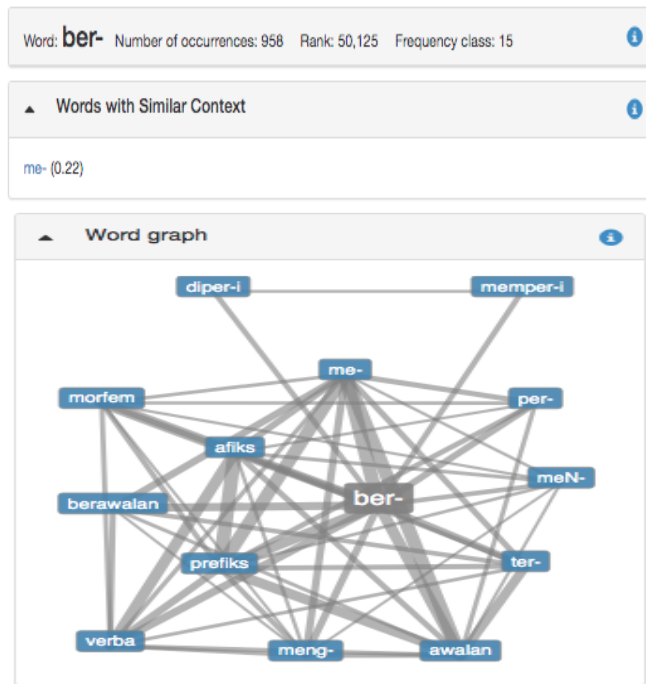 Word: ber- Number of occurrences: 958 Rank: 50,125 Frequency class: 15
Words with Similar Context
me- (0.22)
Word graph
diper-i
memper-i
me-
morfem
per-
afiks
meN-
ber-
berawalan
prefiks
ter-
verba
meng-
awalan